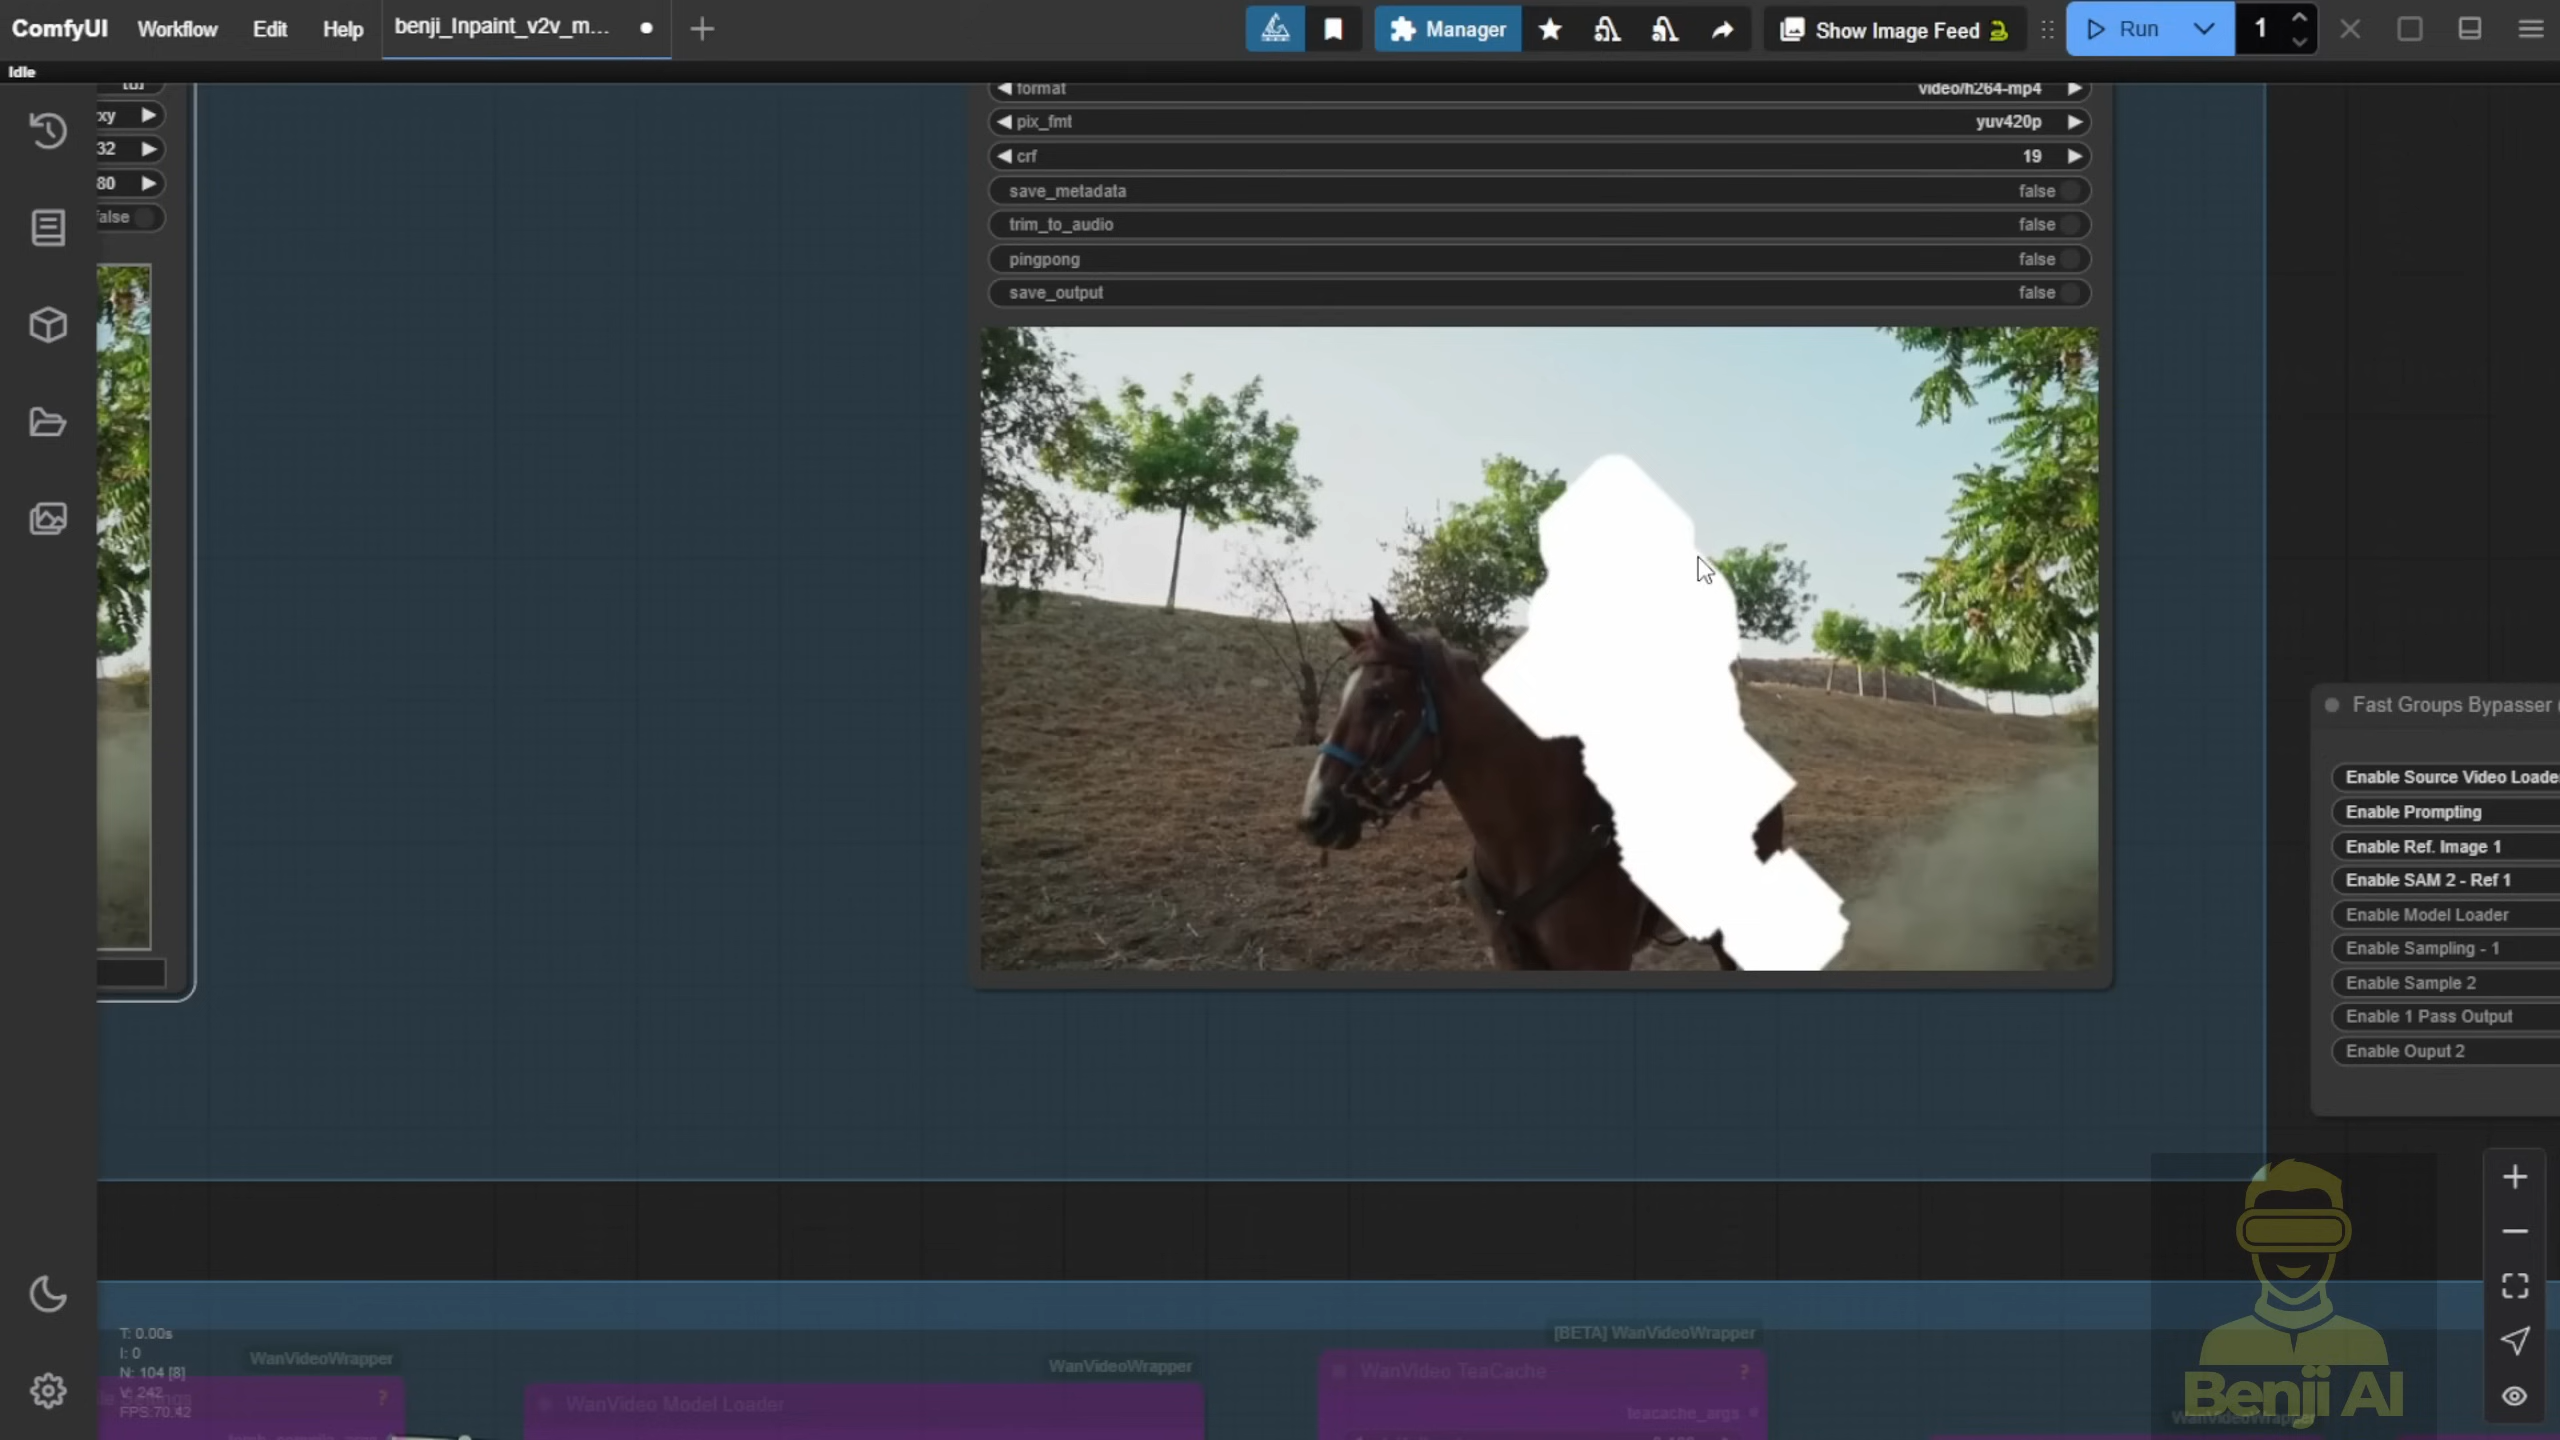 ComfyUI
Workflow
Edit
Help
benji_Inpaint_v2v_m...
Manager
Show Image Feed
Run
1
Idle
xy
32
80
false
format
video/h264-mp4
pix_fmt
yuv420p
crf
19
save_metadata
false
trim_to_audio
false
pingpong
false
save_output
false
Fast Groups Bypasser
Enable Source Video Loade
Enable Prompting
Enable Ref. Image 1
Enable SAM 2 - Ref 1
Enable Model Loader
Enable Sampling - 1
Enable Sample 2
Enable 1 Pass Output
Enable Ouput 2
T: 0.00s
I: 0
N: 104 [8]
V: 242
FPS:70.42
WanVideoWrapper
WanVideoWrapper
WanVideo Model Loader
[BETA] WanVideoWrapper
WanVideo TeaCache
?
teacache_args
?
WanVideoWrapper
Benji AI